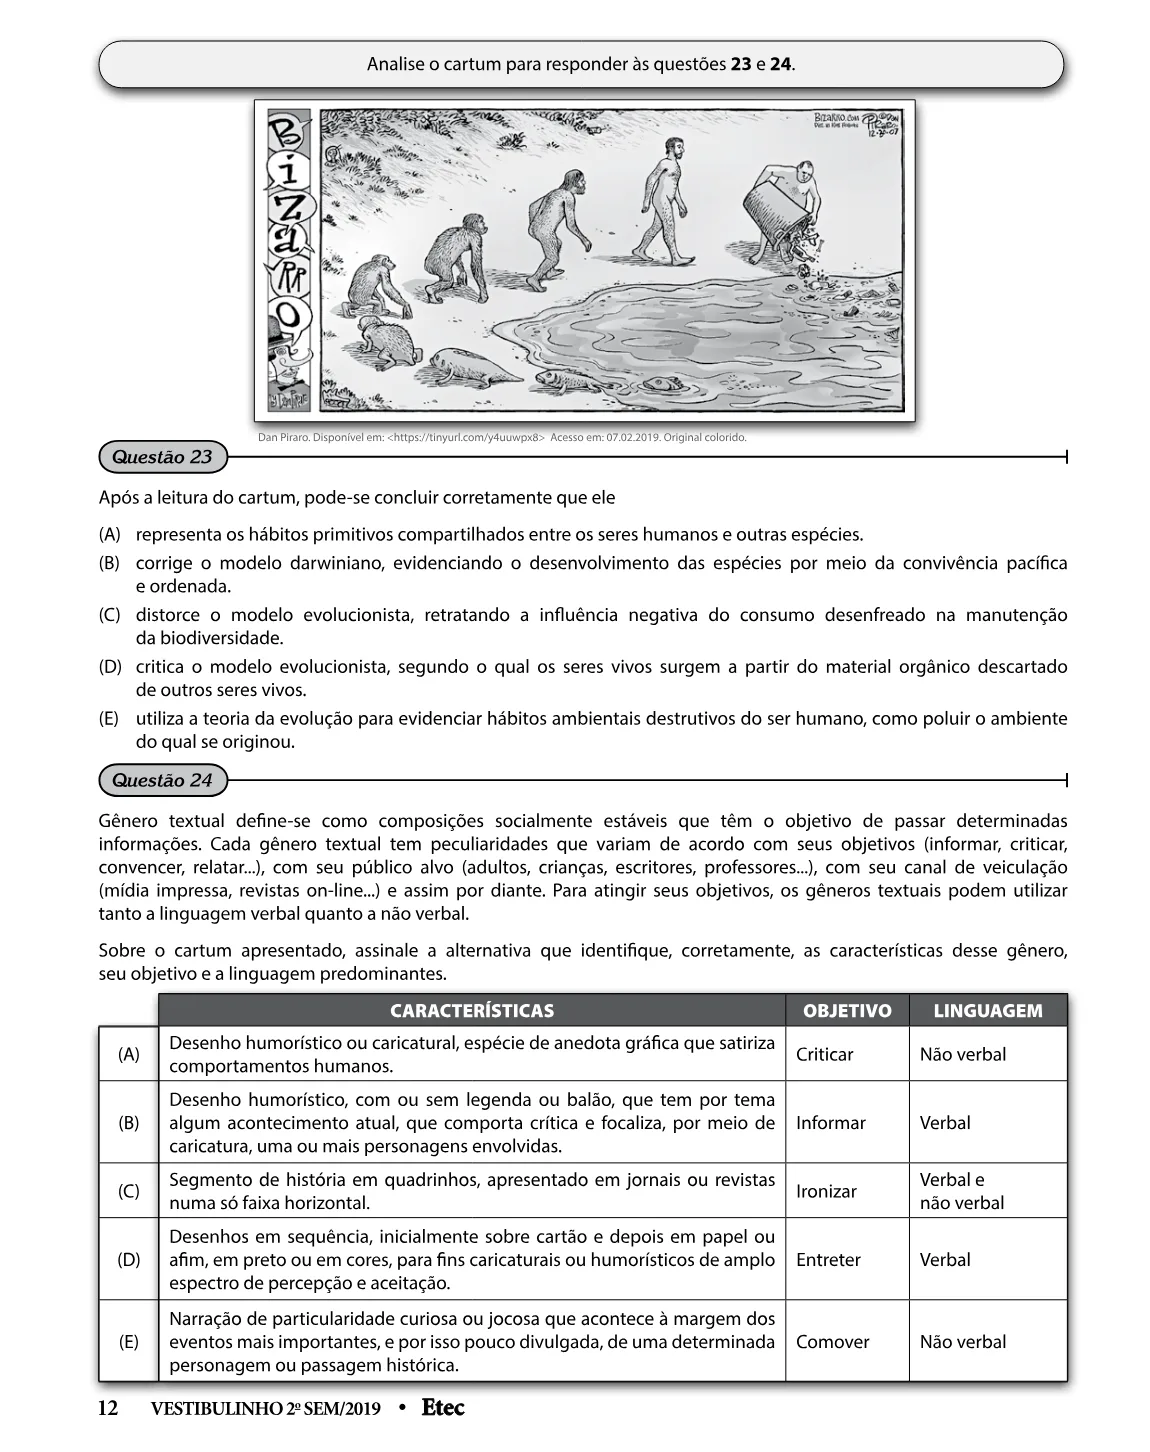 Analise o cartum para responder às questões 23 e 24.
BiZaRRO
BIZARRO.COM
12-30-07
Dan Piraro. Disponível em: <https://tinyurl.com/y4uuwpx8> Acesso em: 07.02.2019. Original colorido.
Questão 23
Após a leitura do cartum, pode-se concluir corretamente que ele
(A) representa os hábitos primitivos compartilhados entre os seres humanos e outras espécies.
(B) corrige o modelo darwiniano, evidenciando o desenvolvimento das espécies por meio da convivência pacífica
e ordenada.
(C) distorce o modelo evolucionista, retratando a influência negativa do consumo desenfreado na manutenção
da biodiversidade.
(D) critica o modelo evolucionista, segundo o qual os seres vivos surgem a partir do material orgânico descartado
de outros seres vivos.
(E) utiliza a teoria da evolução para evidenciar hábitos ambientais destrutivos do ser humano, como poluir o ambiente
do qual se originou.
Questão 24
Gênero textual define-se como composições socialmente estáveis que têm o objetivo de passar determinadas
informações. Cada gênero textual tem peculiaridades que variam de acordo com seus objetivos (informar, criticar,
convencer, relatar...), com seu público alvo (adultos, crianças, escritores, professores...), com seu canal de veiculação
(mídia impressa, revistas on-line...) e assim por diante. Para atingir seus objetivos, os gêneros textuais podem utilizar
tanto a linguagem verbal quanto a não verbal.
Sobre o cartum apresentado, assinale a alternativa que identifique, corretamente, as características desse gênero,
seu objetivo e a linguagem predominantes.
CARACTERÍSTICAS OBJETIVO LINGUAGEM
(A) Desenho humorístico ou caricatural, espécie de anedota gráfica que satiriza
comportamentos humanos. Criticar Não verbal
(B) Desenho humorístico, com ou sem legenda ou balão, que tem por tema
algum acontecimento atual, que comporta crítica e focaliza, por meio de
caricatura, uma ou mais personagens envolvidas. Informar Verbal
(C) Segmento de história em quadrinhos, apresentado em jornais ou revistas
numa só faixa horizontal. Ironizar Verbal e
não verbal
(D) Desenhos em sequência, inicialmente sobre cartão e depois em papel ou
afim, em preto ou em cores, para fins caricaturais ou humorísticos de amplo
espectro de percepção e aceitação. Entreter Verbal
(E) Narração de particularidade curiosa ou jocosa que acontece à margem dos
eventos mais importantes, e por isso pouco divulgada, de uma determinada
personagem ou passagem histórica. Comover Não verbal
12 VESTIBULINHO 2º SEM/2019 • Etec